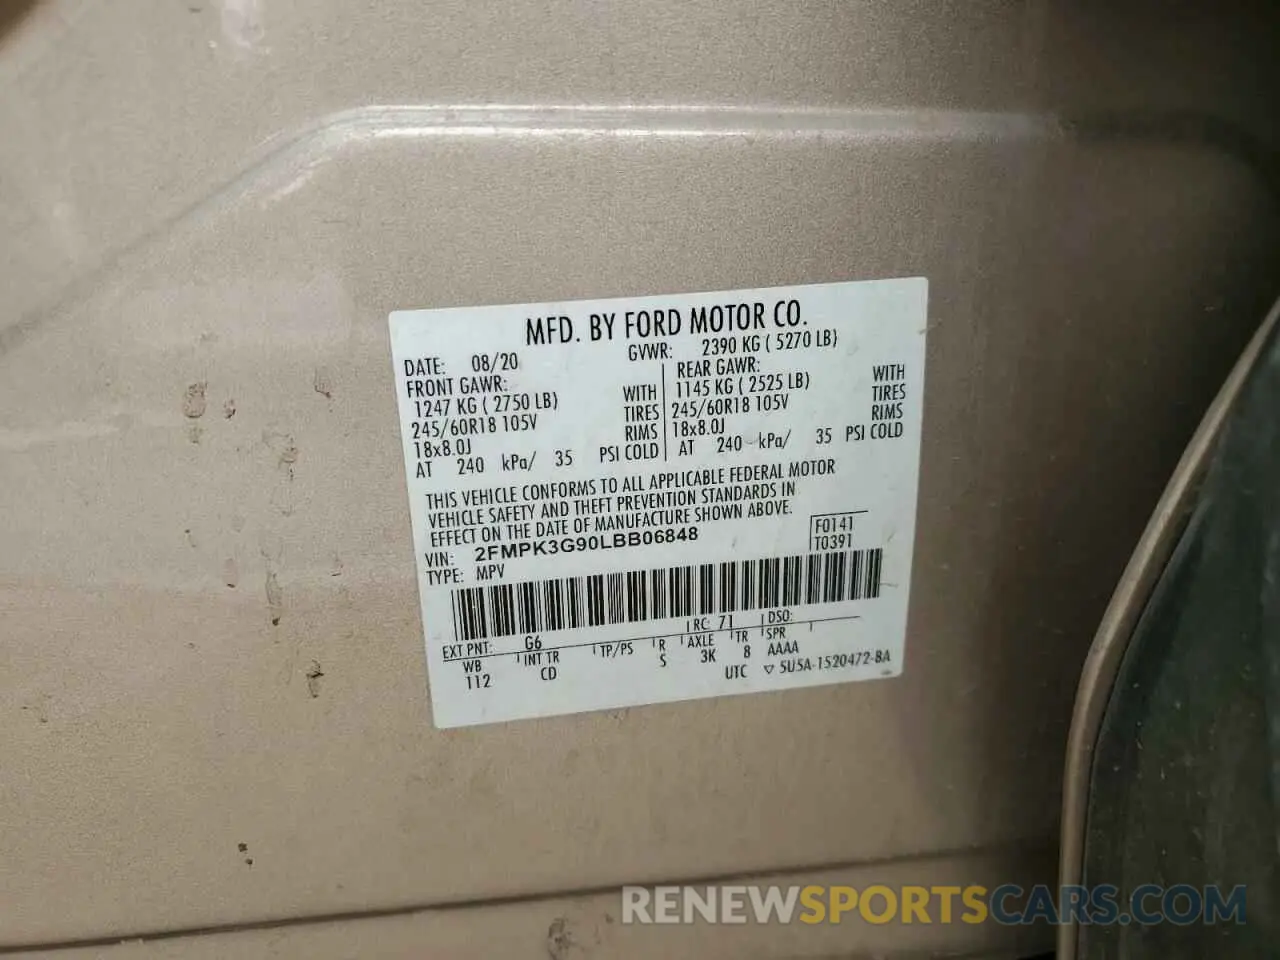 MFD. BY FORD MOTOR CO.
DATE: 08/20 GVWR: 2390 KG ( 5270 LB)
FRONT GAWR: REAR GAWR:
1247 KG ( 2750 LB) WITH 1145 KG ( 2525 LB) WITH
245/60R18 105V TIRES 245/60R18 105V TIRES
18x8.0J RIMS 18x8.0J RIMS
AT 240 kPa/ 35 PSI COLD AT 240 kPa/ 35 PSI COLD
THIS VEHICLE CONFORMS TO ALL APPLICABLE FEDERAL MOTOR
VEHICLE SAFETY AND THEFT PREVENTION STANDARDS IN
EFFECT ON THE DATE OF MANUFACTURE SHOWN ABOVE.
VIN: 2FMPK3G90LBB06848 F0141
TYPE: MPV T0391
EXT PNT: G6 RC: 71 DSO:
WB INT TR TP/PS R AXLE TR SPR
112 CD S 3K 8 AAAA
UTC ▽ 5U5A-1520472-BA
RENEWSPORTSCARS.COM